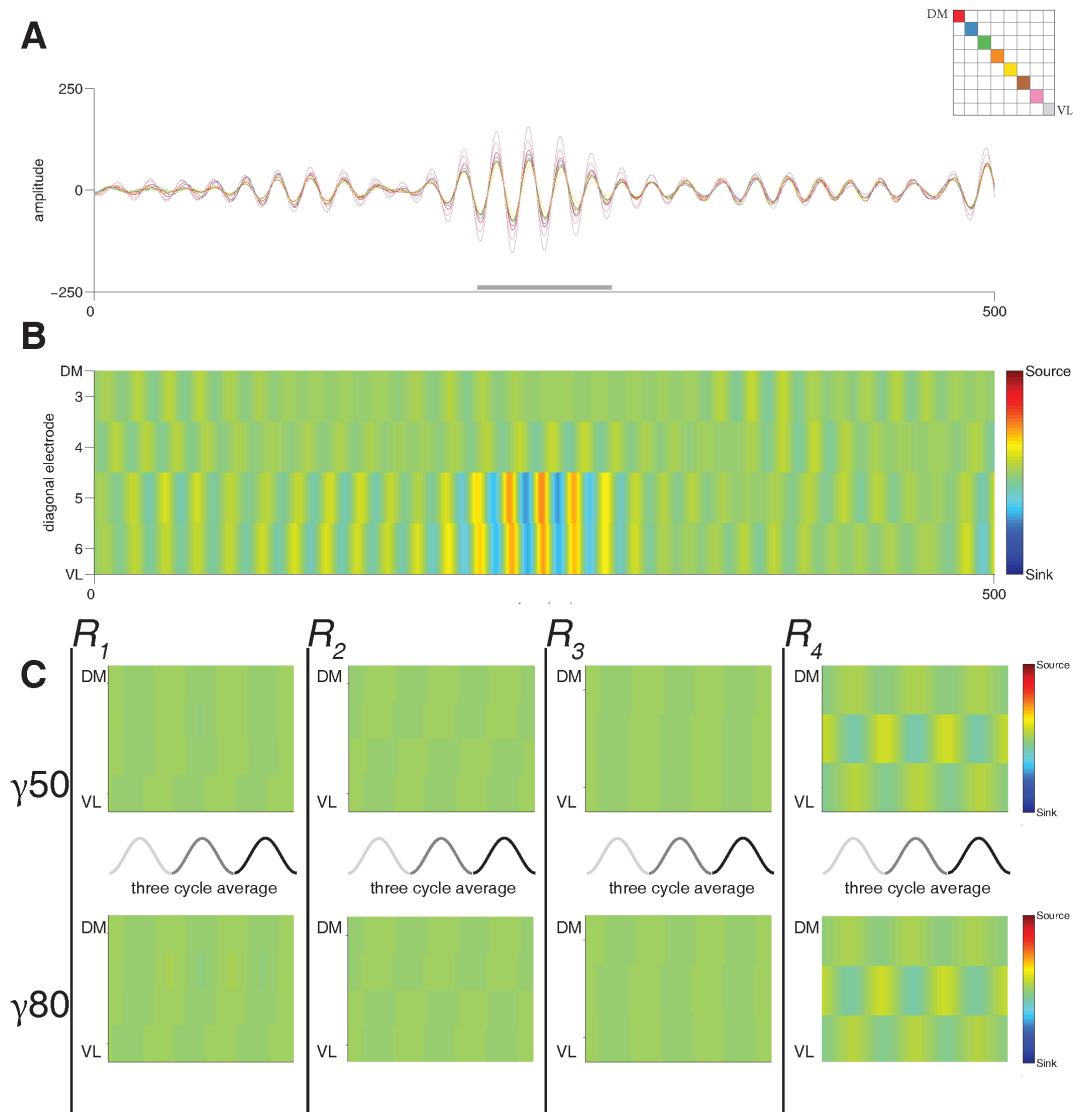 A
DM
VL
250
0
−250
amplitude
0
500
B
DM
3
4
5
6
VL
diagonal electrode
0
500
Source
Sink
R1
R2
R3
R4
C
γ50
DM
VL
DM
VL
DM
VL
DM
VL
Source
Sink
three cycle average
three cycle average
three cycle average
three cycle average
γ80
DM
VL
DM
VL
DM
VL
DM
VL
Source
Sink